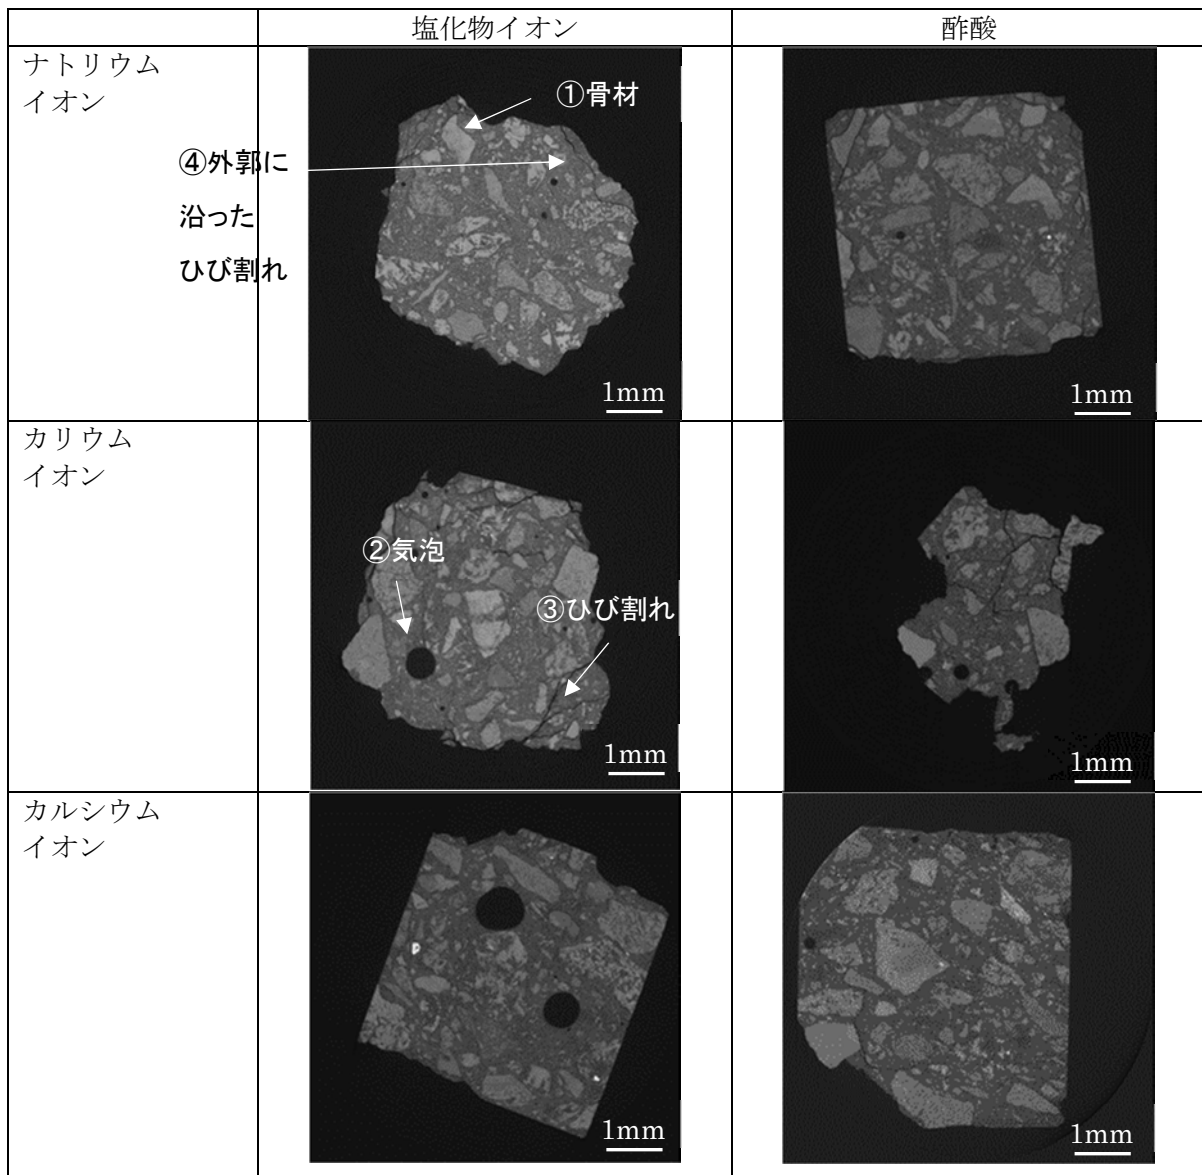 塩化物イオン
酢酸
ナトリウム
イオン
①骨材
④外郭に
沿った
ひび割れ
1mm
1mm
カリウム
イオン
②気泡
③ひび割れ
1mm
1mm
カルシウム
イオン
1mm
1mm